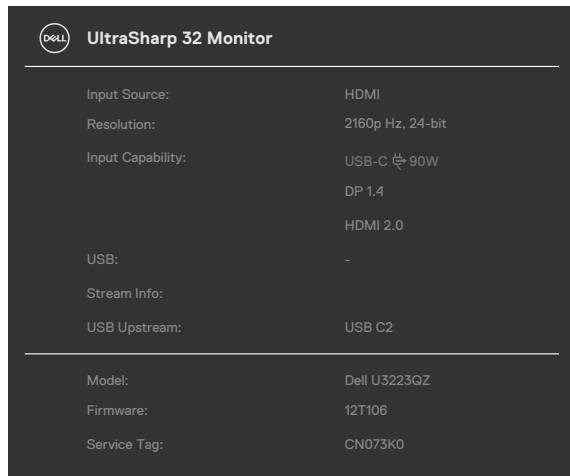 DELL UltraSharp 32 Monitor
Input Source: HDMI
Resolution: 2160p Hz, 24-bit
Input Capability: USB-C 90W
DP 1.4
HDMI 2.0
USB: -
Stream Info:
USB Upstream: USB C2
Model: Dell U3223QZ
Firmware: 12T106
Service Tag: CN073K0